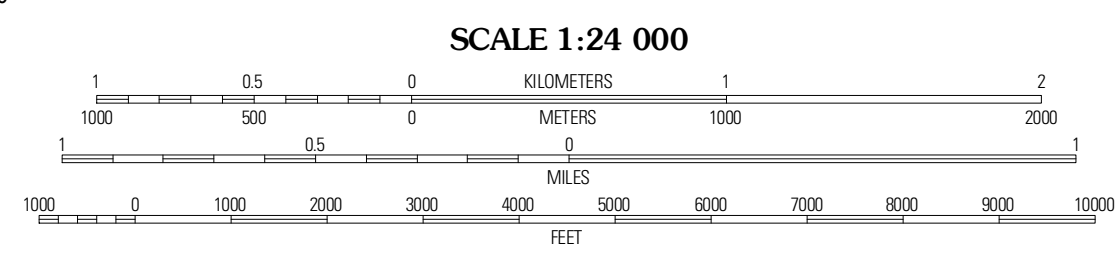 SCALE 1:24 000
1 0.5 0 KILOMETERS 1 2
1000 500 0 METERS 1000 2000
1 0.5 0 1
MILES
1000 0 1000 2000 3000 4000 5000 6000 7000 8000 9000 10000
FEET